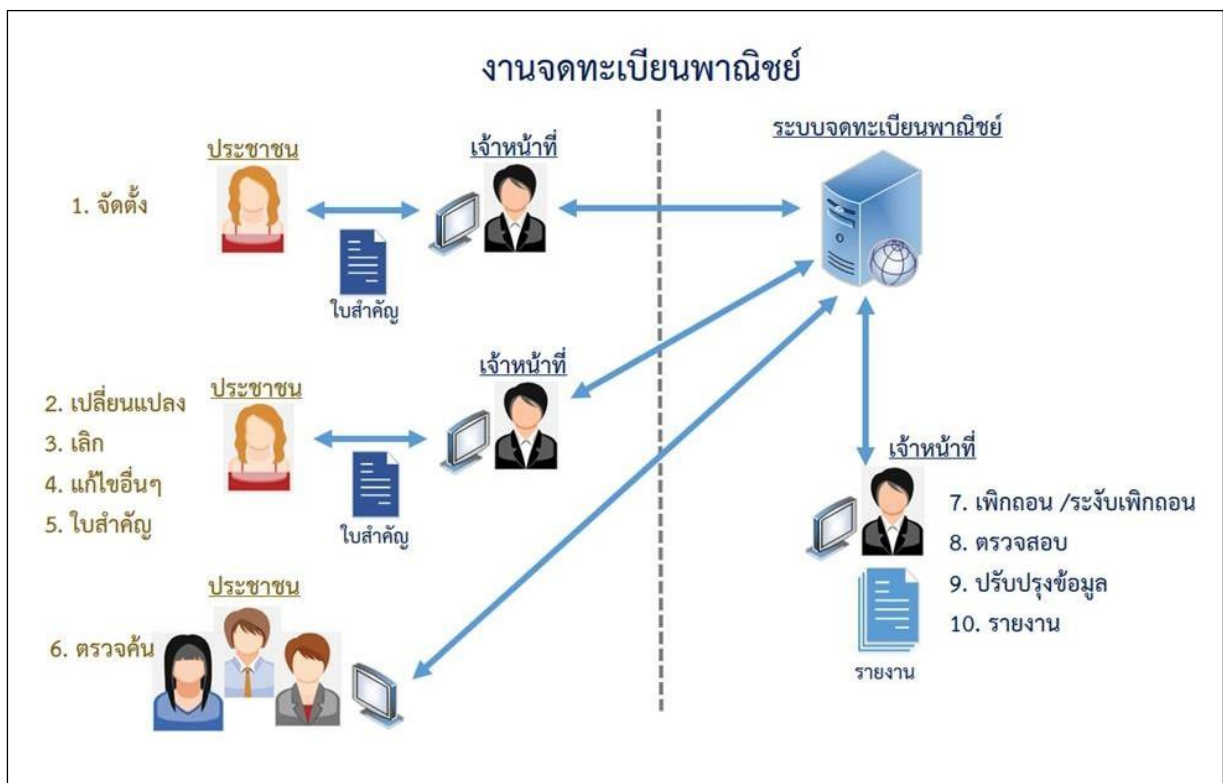 งานจดทะเบียนพาณิชย์
ระบบจดทะเบียนพาณิชย์
ประชาชน
เจ้าหน้าที่
1. จัดตั้ง
ใบสำคัญ
ประชาชน
เจ้าหน้าที่
2. เปลี่ยนแปลง
3. เลิก
4. แก้ไขอื่นๆ
5. ใบสำคัญ
ใบสำคัญ
ประชาชน
6. ตรวจค้น
เจ้าหน้าที่
7. เพิกถอน /ระงับเพิกถอน
8. ตรวจสอบ
9. ปรับปรุงข้อมูล
10. รายงาน
รายงาน